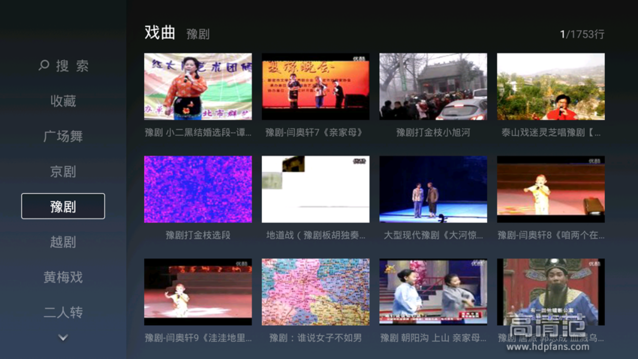 戏曲 豫剧
1/1753行
搜 索
收藏
广场舞
京剧
豫剧
越剧
黄梅戏
二人转
豫剧 小二黑结婚选段--谭...
豫剧-闫奥轩7《亲家母》
豫剧打金枝小旭河
泰山戏迷灵芝唱豫剧【...
豫剧打金枝选段
地道战（豫剧板胡独奏...
大型现代豫剧《大河惊...
豫剧-闫奥轩8《咱两个在...
豫剧-闫奥轩9《洼洼地里...
豫剧：谁说女子不如男
豫剧 朝阳沟 上山 亲家母...
高清范
www.hdpfans.com